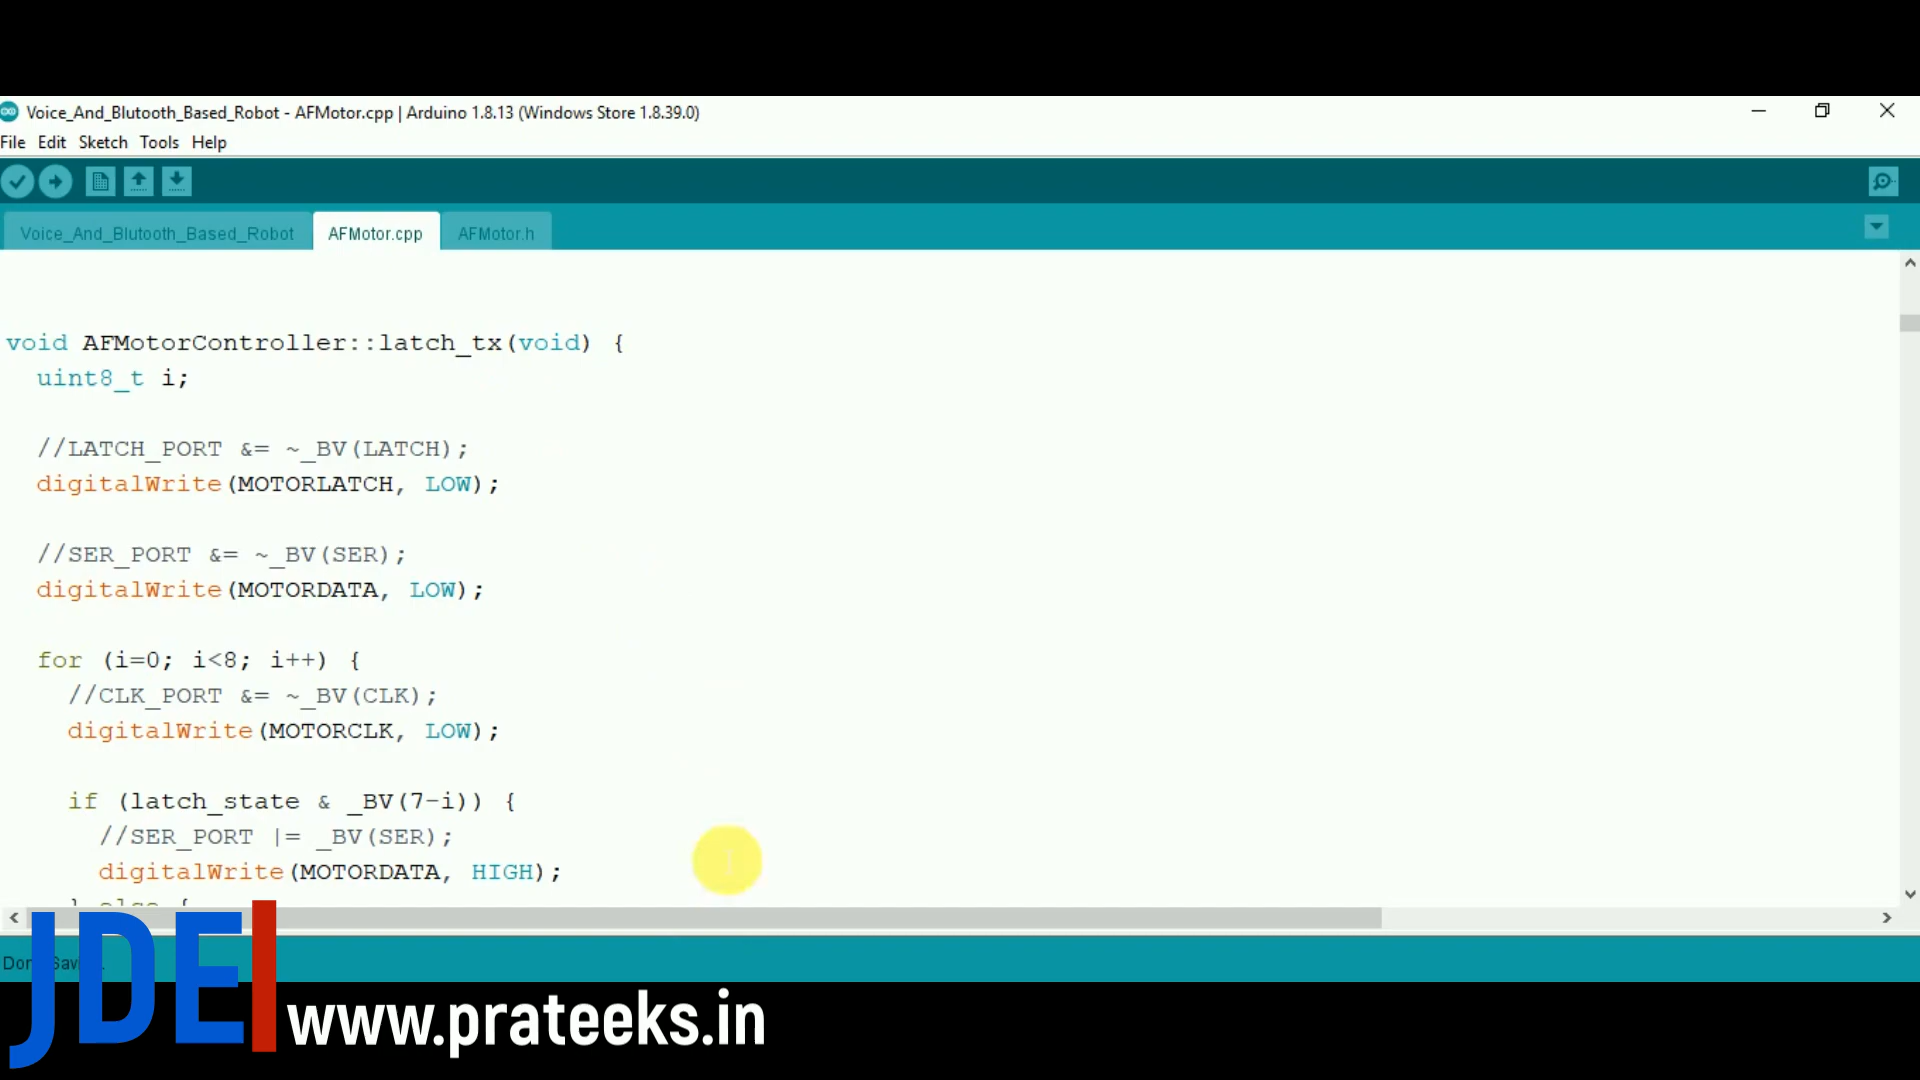 Voice_And_Blutooth_Based_Robot - AFMotor.cpp | Arduino 1.8.13 (Windows Store 1.8.39.0)
File Edit Sketch Tools Help
Voice_And_Blutooth_Based_Robot AFMotor.cpp AFMotor.h
void AFMotorController::latch_tx(void) {
uint8_t i;
//LATCH_PORT &= ~_BV(LATCH);
digitalWrite(MOTORLATCH, LOW);
//SER_PORT &= ~_BV(SER);
digitalWrite(MOTORDATA, LOW);
for (i=0; i<8; i++) {
//CLK_PORT &= ~_BV(CLK);
digitalWrite(MOTORCLK, LOW);
if (latch_state & _BV(7-i)) {
//SER_PORT |= _BV(SER);
digitalWrite(MOTORDATA, HIGH);
} else {
JDE
www.prateeks.in